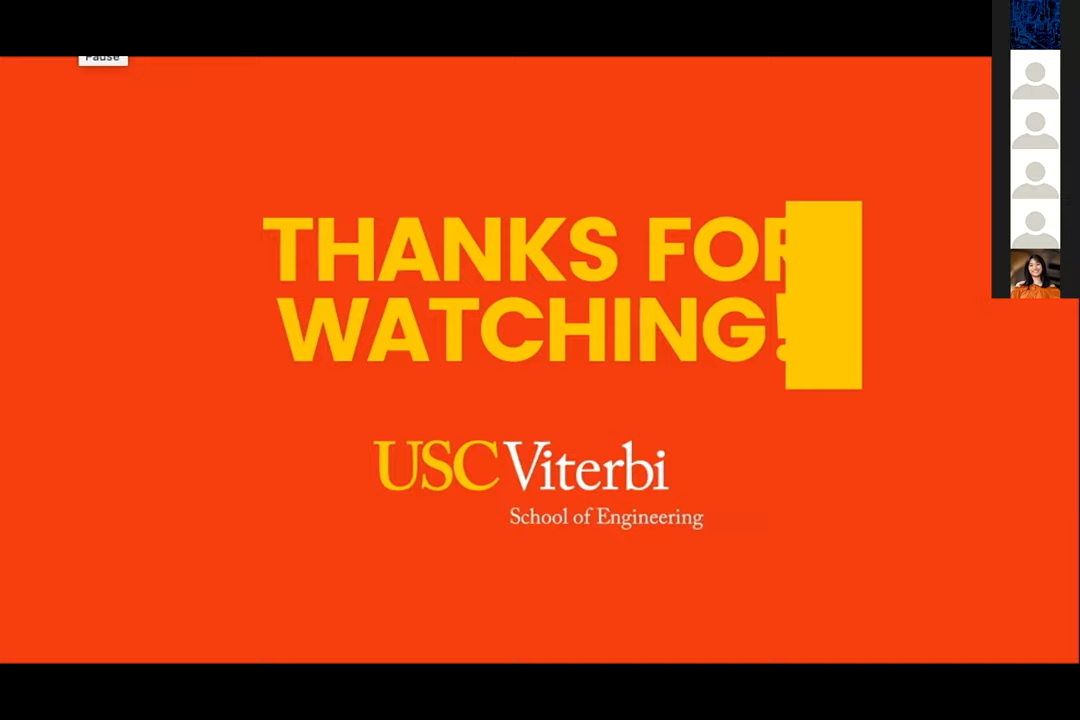 Pause
THANKS FOR
WATCHING!
USC Viterbi
School of Engineering